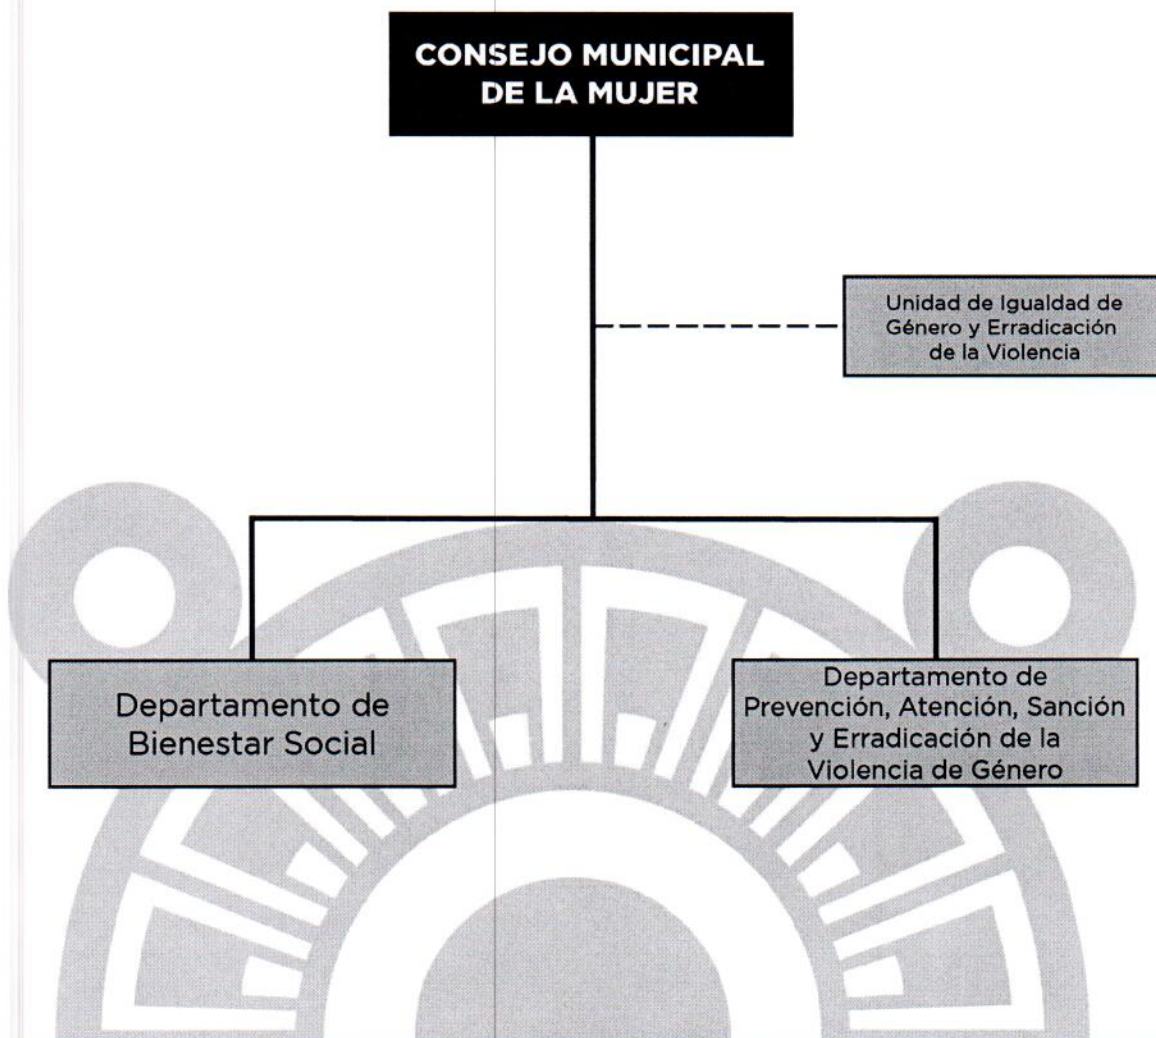 CONSEJO MUNICIPAL
DE LA MUJER
Unidad de Igualdad de
Género y Erradicación
de la Violencia
Departamento de
Bienestar Social
Departamento de
Prevención, Atención, Sanción
y Erradicación de la
Violencia de Género